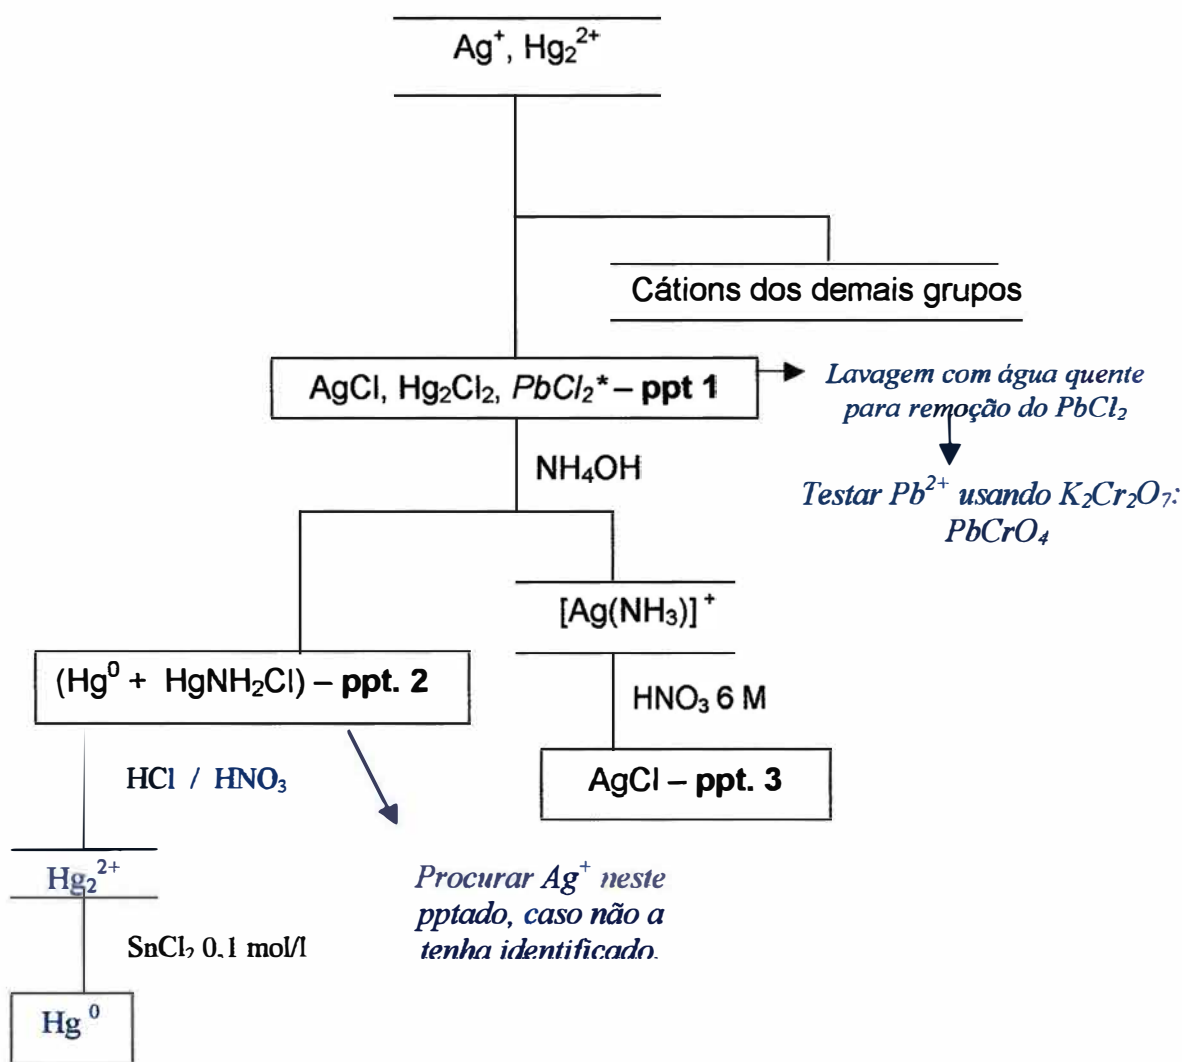 Ag⁺, Hg₂²⁺
Cátions dos demais grupos
AgCl, Hg₂Cl₂, PbCl₂* – ppt 1
Lavagem com água quente
para remoção do PbCl₂
NH₄OH
Testar Pb²⁺ usando K₂Cr₂O₇:
PbCrO₄
[Ag(NH₃)]⁺
(Hg⁰ + HgNH₂Cl) – ppt. 2
HNO₃ 6 M
HCl / HNO₃
AgCl – ppt. 3
Hg₂²⁺
Procurar Ag⁺ neste
pptado, caso não a
tenha identificado.
SnCl₂ 0,1 mol/l
Hg⁰